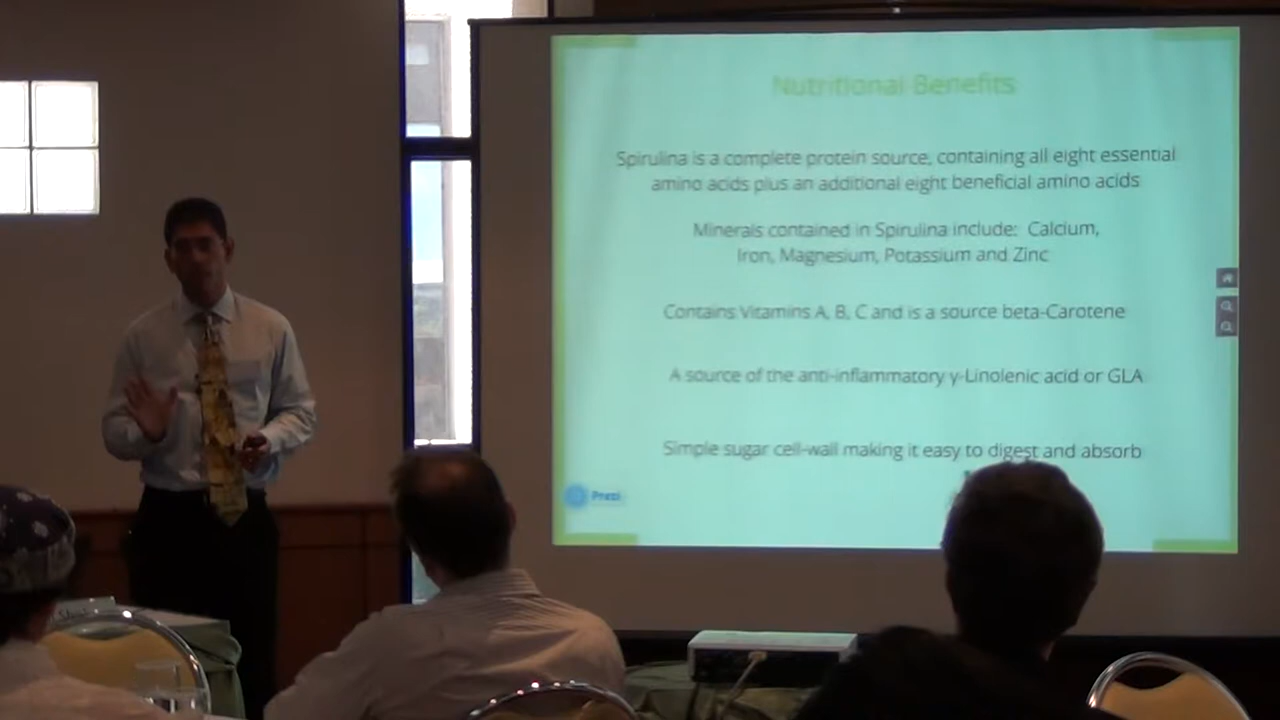 Nutritional Benefits
Spirulina is a complete protein source, containing all eight essential
amino acids plus an additional eight beneficial amino acids
Minerals contained in Spirulina include: Calcium,
Iron, Magnesium, Potassium and Zinc
Contains Vitamins A, B, C and is a source beta-Carotene
A source of the anti-inflammatory γ-Linolenic acid or GLA
Simple sugar cell-wall making it easy to digest and absorb
Prezi